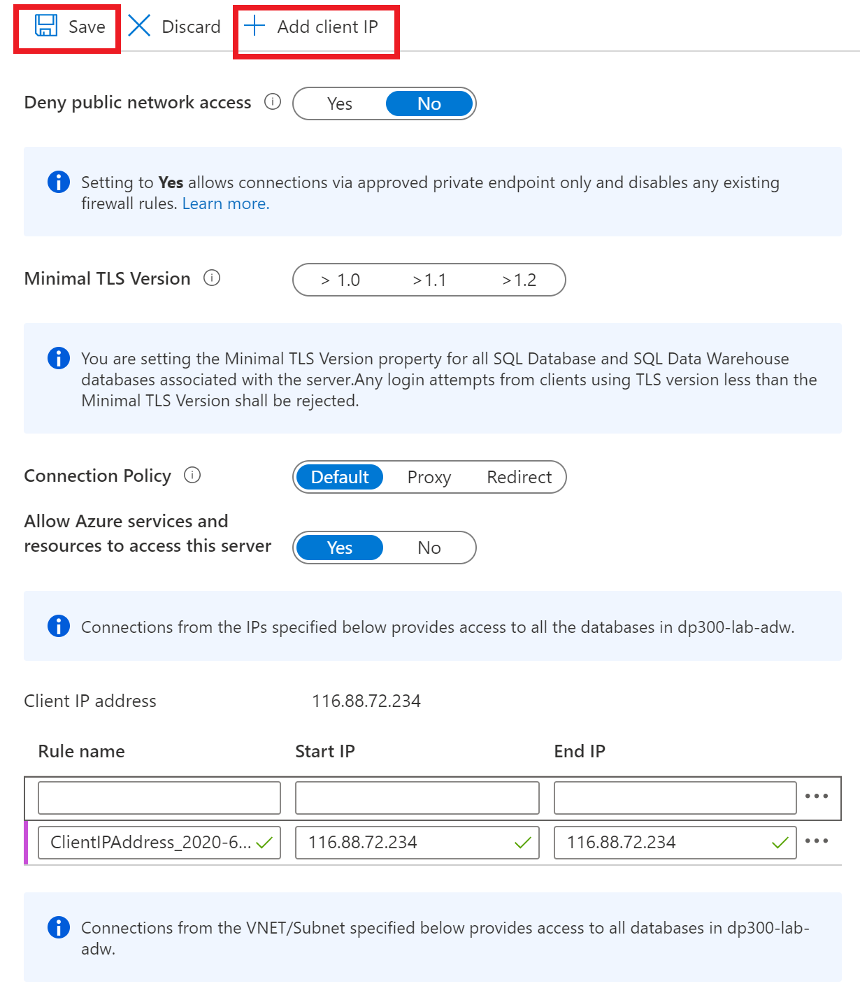 Save Discard Add client IP
Deny public network access Yes No
Setting to Yes allows connections via approved private endpoint only and disables any existing
firewall rules. Learn more.
Minimal TLS Version > 1.0 >1.1 >1.2
You are setting the Minimal TLS Version property for all SQL Database and SQL Data Warehouse
databases associated with the server.Any login attempts from clients using TLS version less than the
Minimal TLS Version shall be rejected.
Connection Policy Default Proxy Redirect
Allow Azure services and
resources to access this server Yes No
Connections from the IPs specified below provides access to all the databases in dp300-lab-adw.
Client IP address 116.88.72.234
Rule name Start IP End IP
ClientIPAddress_2020-6... 116.88.72.234 116.88.72.234
Connections from the VNET/Subnet specified below provides access to all databases in dp300-lab-
adw.